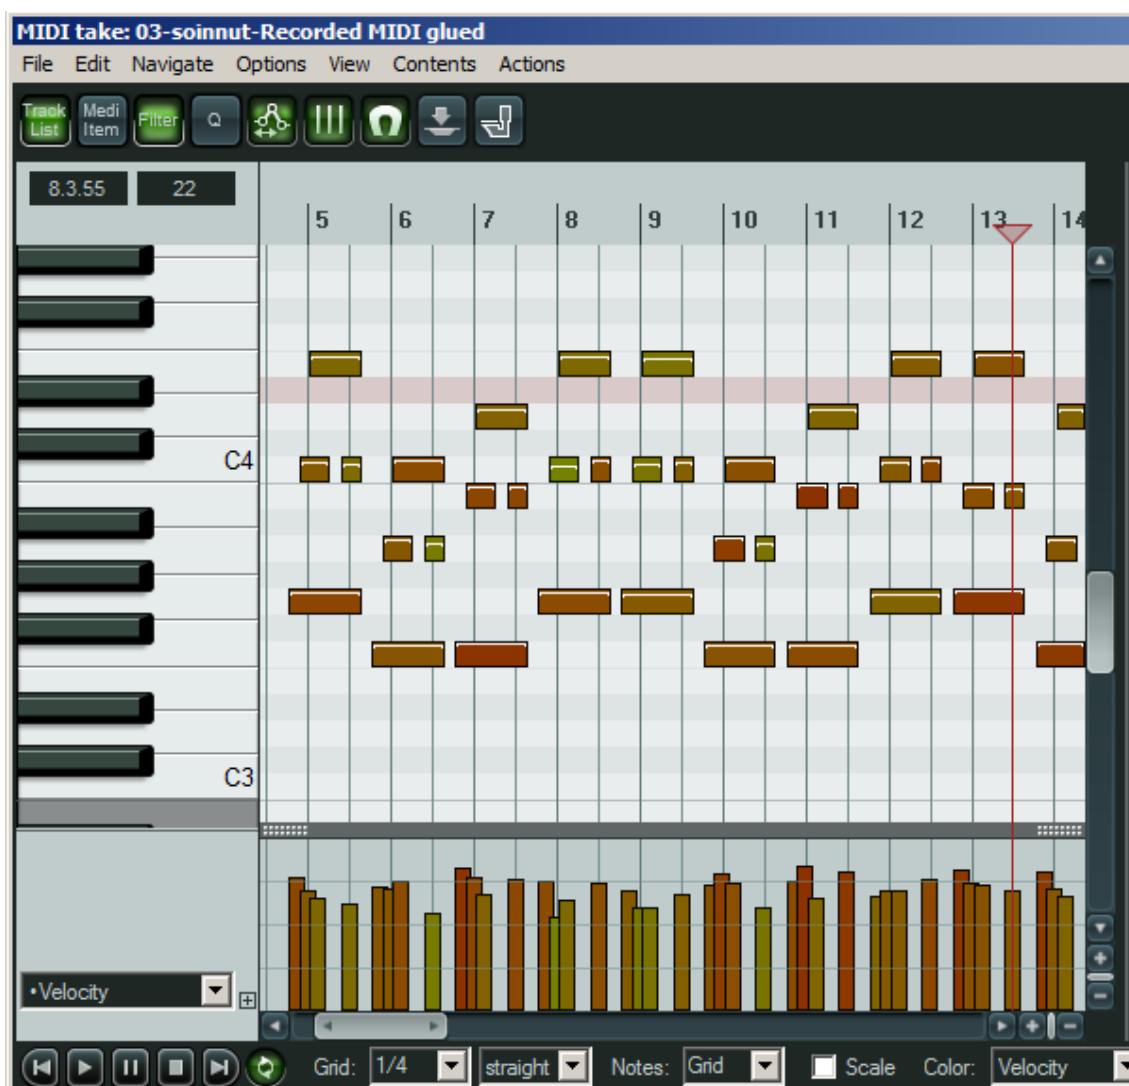 MIDI take: 03-soinnut-Recorded MIDI glued
File Edit Navigate Options View Contents Actions
Track List Medi Item Filter Q
8.3.55 22
5 6 7 8 9 10 11 12 13 14
C4
C3
•Velocity
Grid: 1/4 straight Notes: Grid Scale Color: Velocity